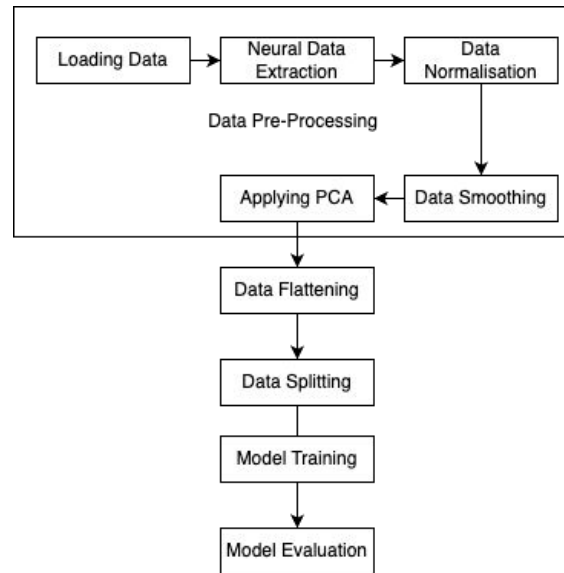 Loading Data
Neural Data
Extraction
Data
Normalisation
Data Pre-Processing
Applying PCA
Data Smoothing
Data Flattening
Data Splitting
Model Training
Model Evaluation